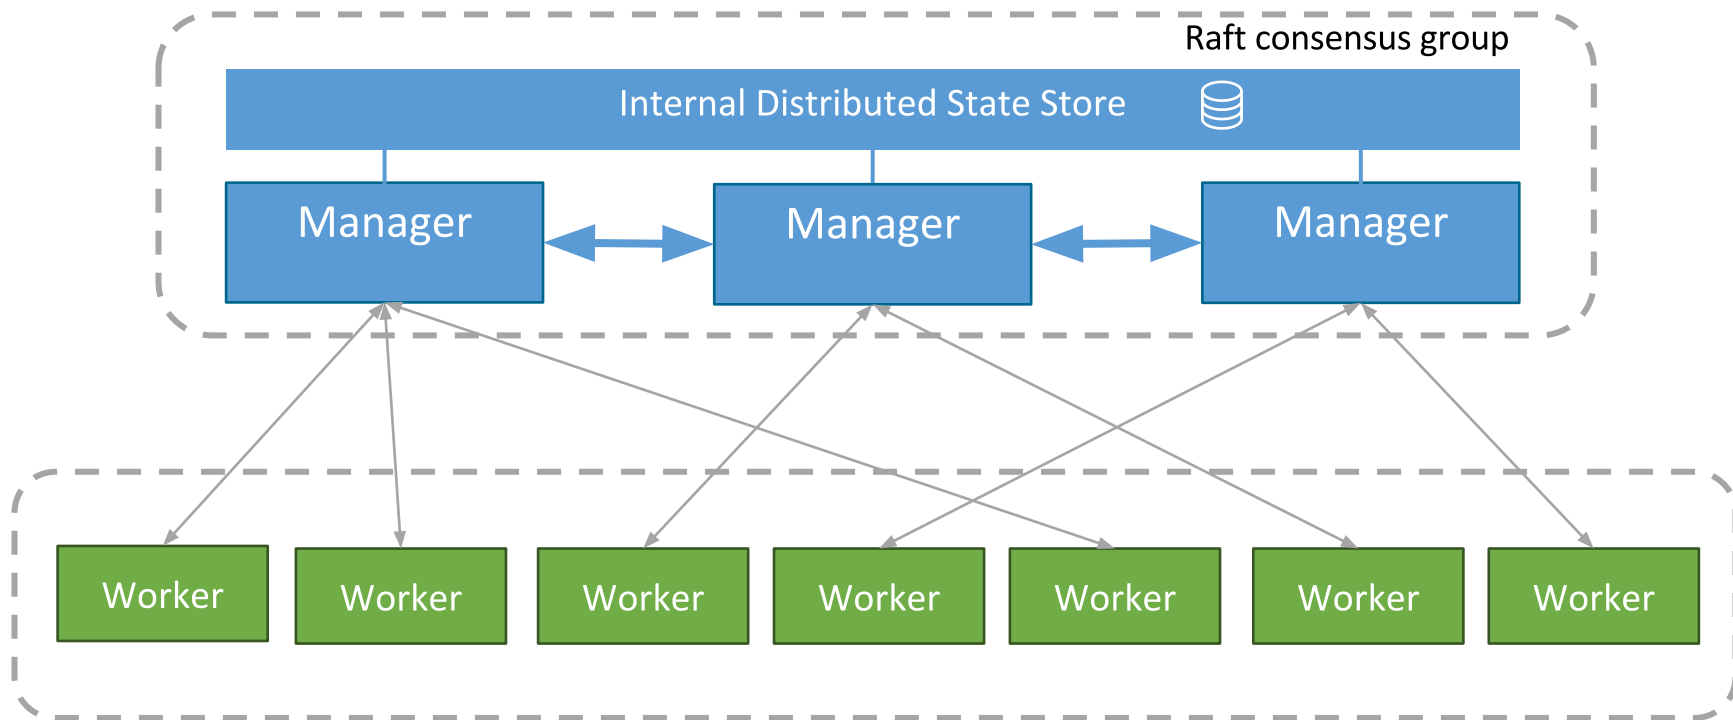 Raft consensus group
Internal Distributed State Store
Manager
Manager
Manager
Worker
Worker
Worker
Worker
Worker
Worker
Worker